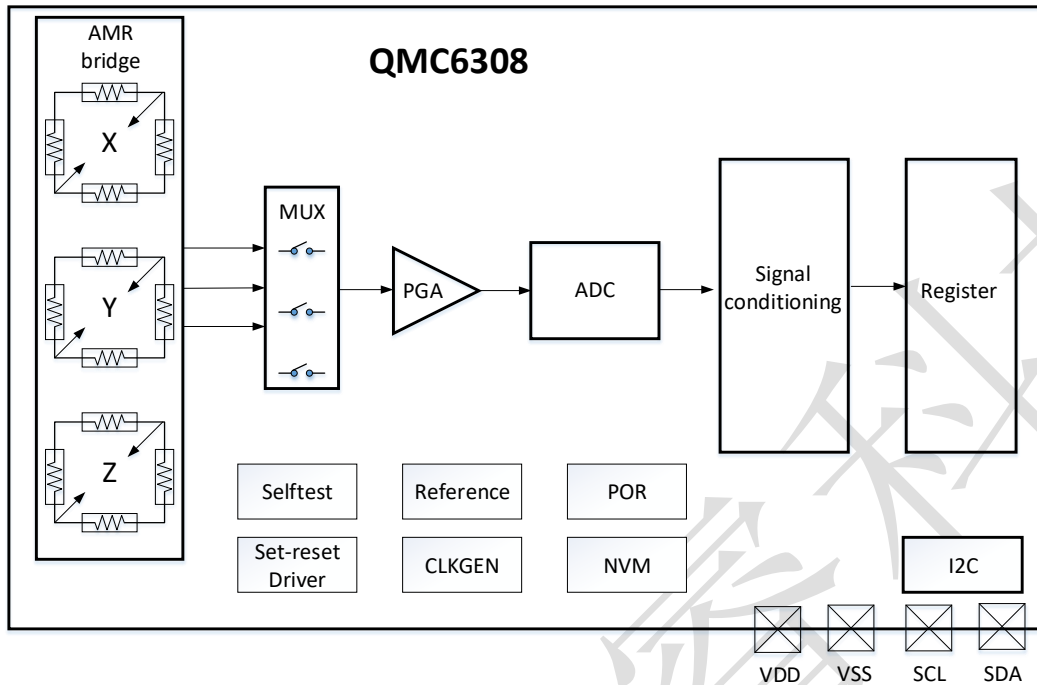 AMR
bridge
QMC6308
X
MUX
Y
PGA
ADC
Signal
conditioning
Register
Z
Selftest
Reference
POR
Set-reset
Driver
CLKGEN
NVM
I2C
VDD
VSS
SCL
SDA